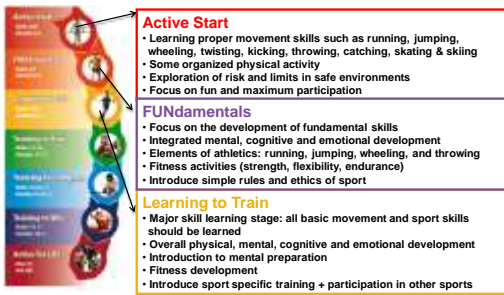 Active Start
• Learning proper movement skills such as running, jumping,
wheeling, twisting, kicking, throwing, catching, skating & skiing
• Some organized physical activity
• Exploration of risk and limits in safe environments
• Focus on fun and maximum participation
FUNdamentals
• Focus on the development of fundamental skills
• Integrated mental, cognitive and emotional development
• Elements of athletics: running, jumping, wheeling, and throwing
• Fitness activities (strength, flexibility, endurance)
• Introduce simple rules and ethics of sport
Learning to Train
• Major skill learning stage: all basic movement and sport skills
should be learned
• Overall physical, mental, cognitive and emotional development
• Introduction to mental preparation
• Fitness development
• Introduce sport specific training + participation in other sports